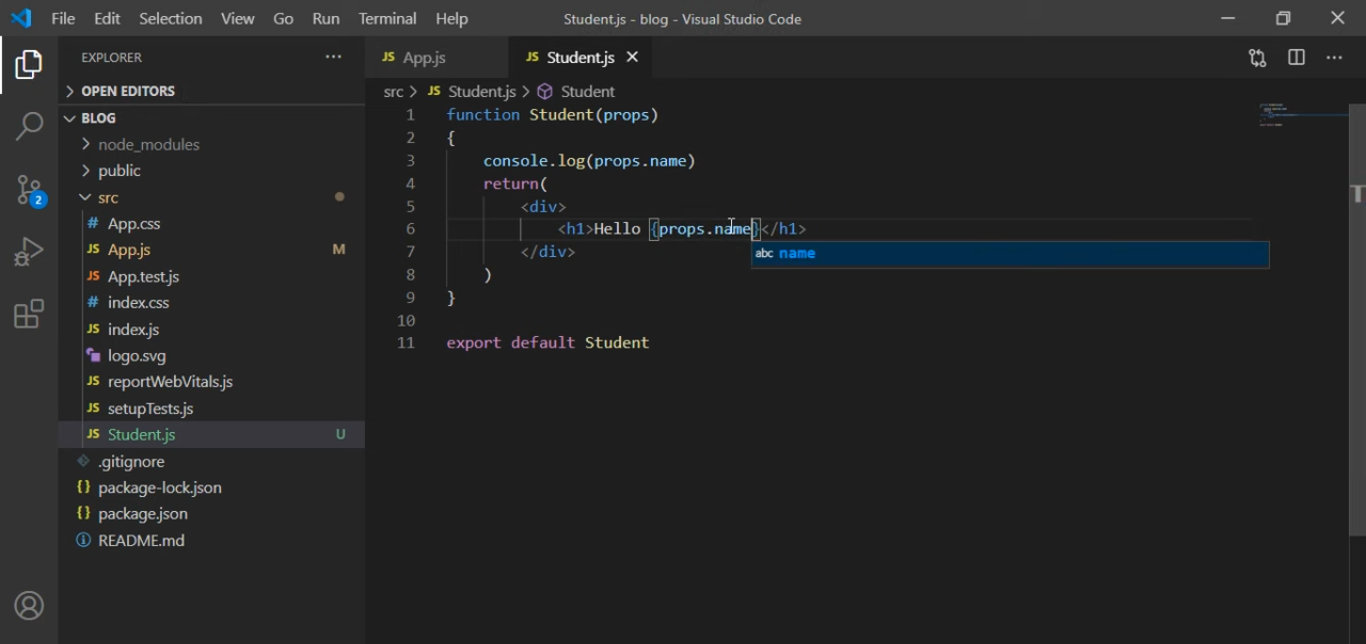 File Edit Selection View Go Run Terminal Help Student.js - blog - Visual Studio Code
EXPLORER
OPEN EDITORS
BLOG
node_modules
public
src
# App.css
JS App.js M
JS App.test.js
# index.css
JS index.js
logo.svg
JS reportWebVitals.js
JS setupTests.js
JS Student.js U
.gitignore
{} package-lock.json
{} package.json
README.md
2
JS App.js JS Student.js
src > JS Student.js > Student
1 function Student(props)
2 {
3 console.log(props.name)
4 return(
5 <div>
6 <h1>Hello {props.name}</h1>
abc name
7 </div>
8 )
9 }
10
11 export default Student